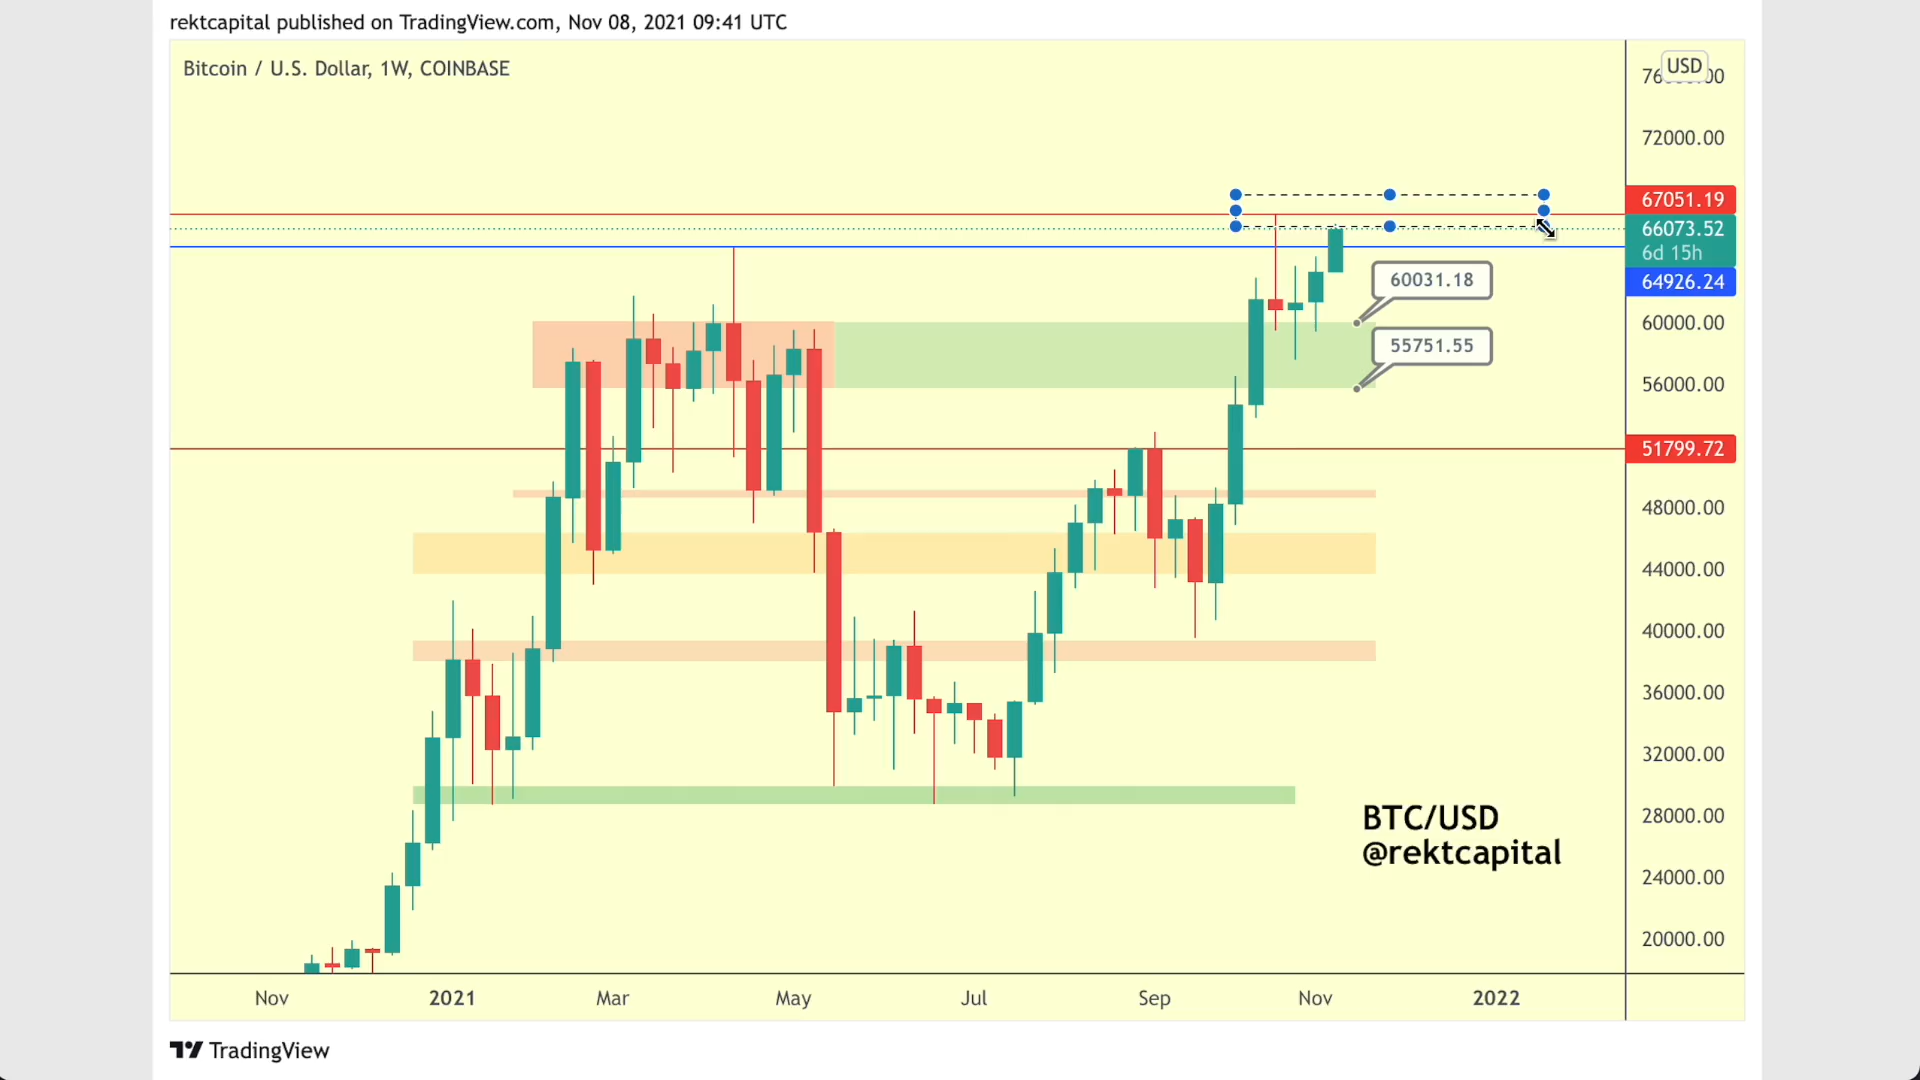 rektcapital published on TradingView.com, Nov 08, 2021 09:41 UTC
Bitcoin / U.S. Dollar, 1W, COINBASE
USD
72000.00
67051.19
66073.52
6d 15h
64926.24
60031.18
60000.00
55751.55
56000.00
51799.72
48000.00
44000.00
40000.00
36000.00
32000.00
28000.00
BTC/USD
@rektcapital
24000.00
20000.00
Nov 2021 Mar May Jul Sep Nov 2022
TradingView